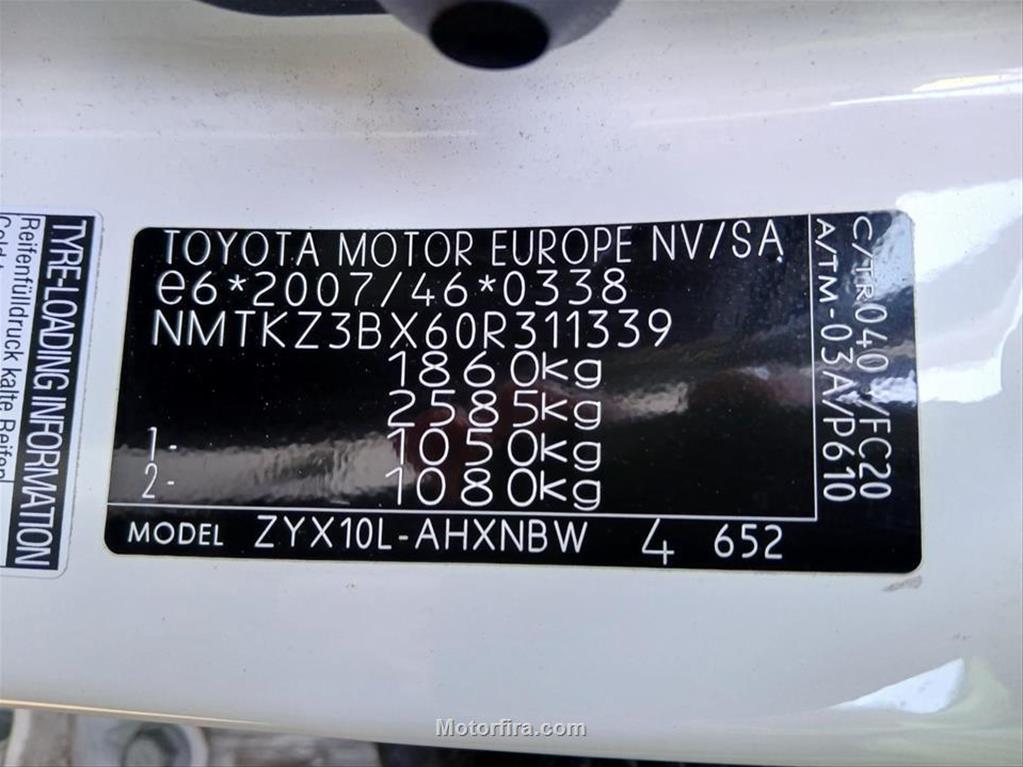 TOYOTA MOTOR EUROPE NV/SA
e6*2007/46*0338
NMTKZ3BX60R311339
1860kg
2585kg
1- 1050kg
2- 1080kg
MODEL ZYX10L-AHXNBW 4 652
C/TR040 /FC20
A/TM-03A/P610
TYRE-LOADING INFORMATION
Reifenfülldruck kalte Reifen
Motorfira.com